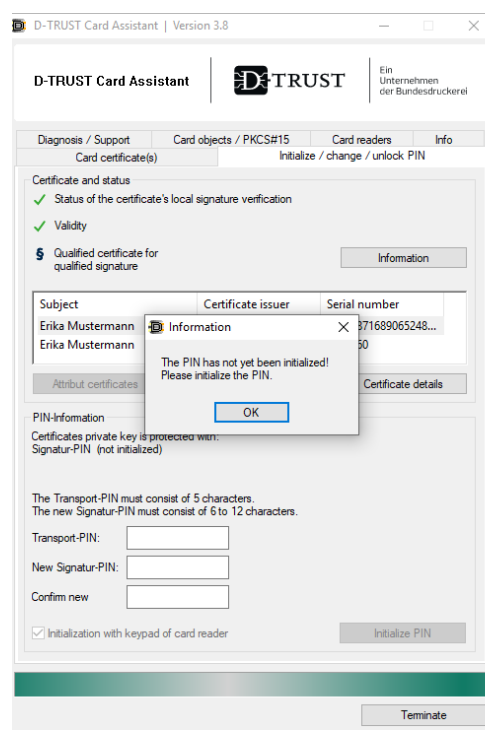 D-TRUST Card Assistant | Version 3.8
D-TRUST Card Assistant
D-TRUST
Ein
Unternehmen
der Bundesdruckerei
Diagnosis / Support
Card objects / PKCS#15
Card readers
Info
Card certificate(s)
Initialize / change / unlock PIN
Certificate and status
Status of the certificate's local signature verification
Validity
§ Qualified certificate for
qualified signature
Information
Subject
Certificate issuer
Serial number
Erika Mustermann
371689065248...
Erika Mustermann
60
Information
The PIN has not yet been initialized!
Please initialize the PIN.
OK
Attribut certificates
Certificate details
PIN-Information
Certificates private key is protected with:
Signatur-PIN (not initialized)
The Transport-PIN must consist of 5 characters.
The new Signatur-PIN must consist of 6 to 12 characters.
Transport-PIN:
New Signatur-PIN:
Confirm new
Initialization with keypad of card reader
Initialize PIN
Terminate